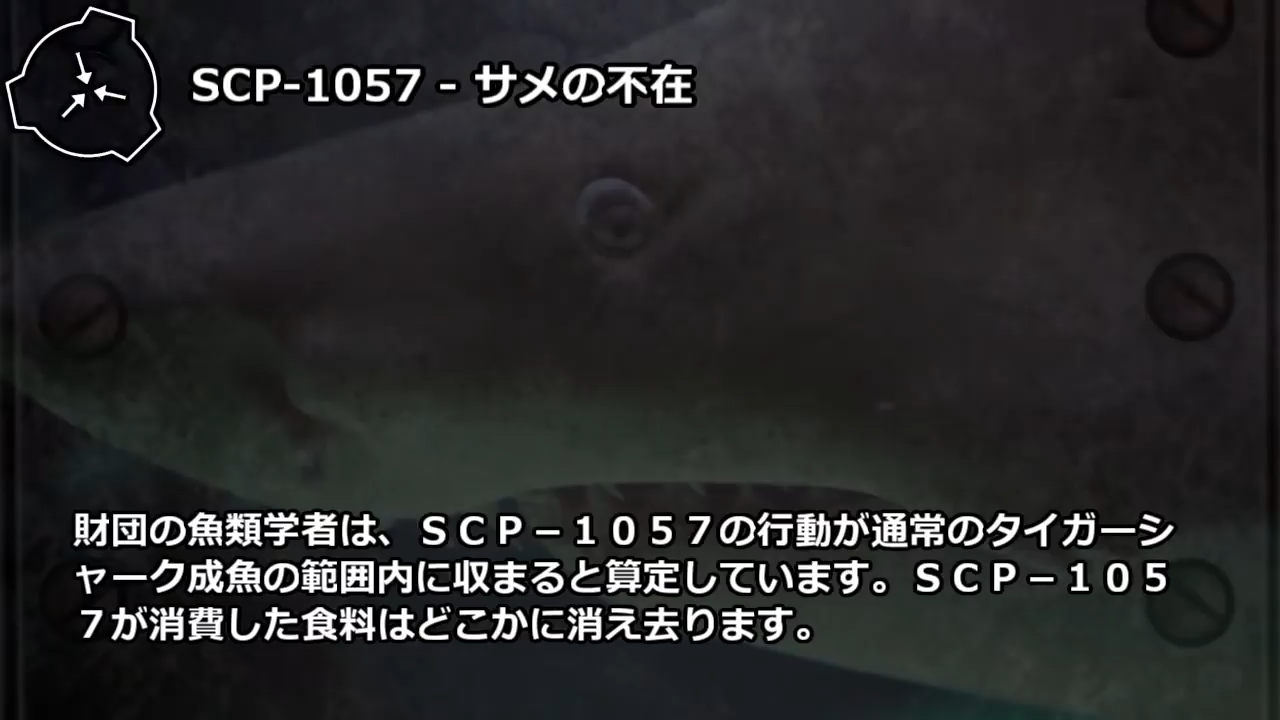 SCP-1057 - サメの不在
財団の魚類学者は、ＳＣＰ－１０５７の行動が通常のタイガーシ
ャーク成魚の範囲内に収まると算定しています。ＳＣＰ－１０５
７が消費した食料はどこかに消え去ります。